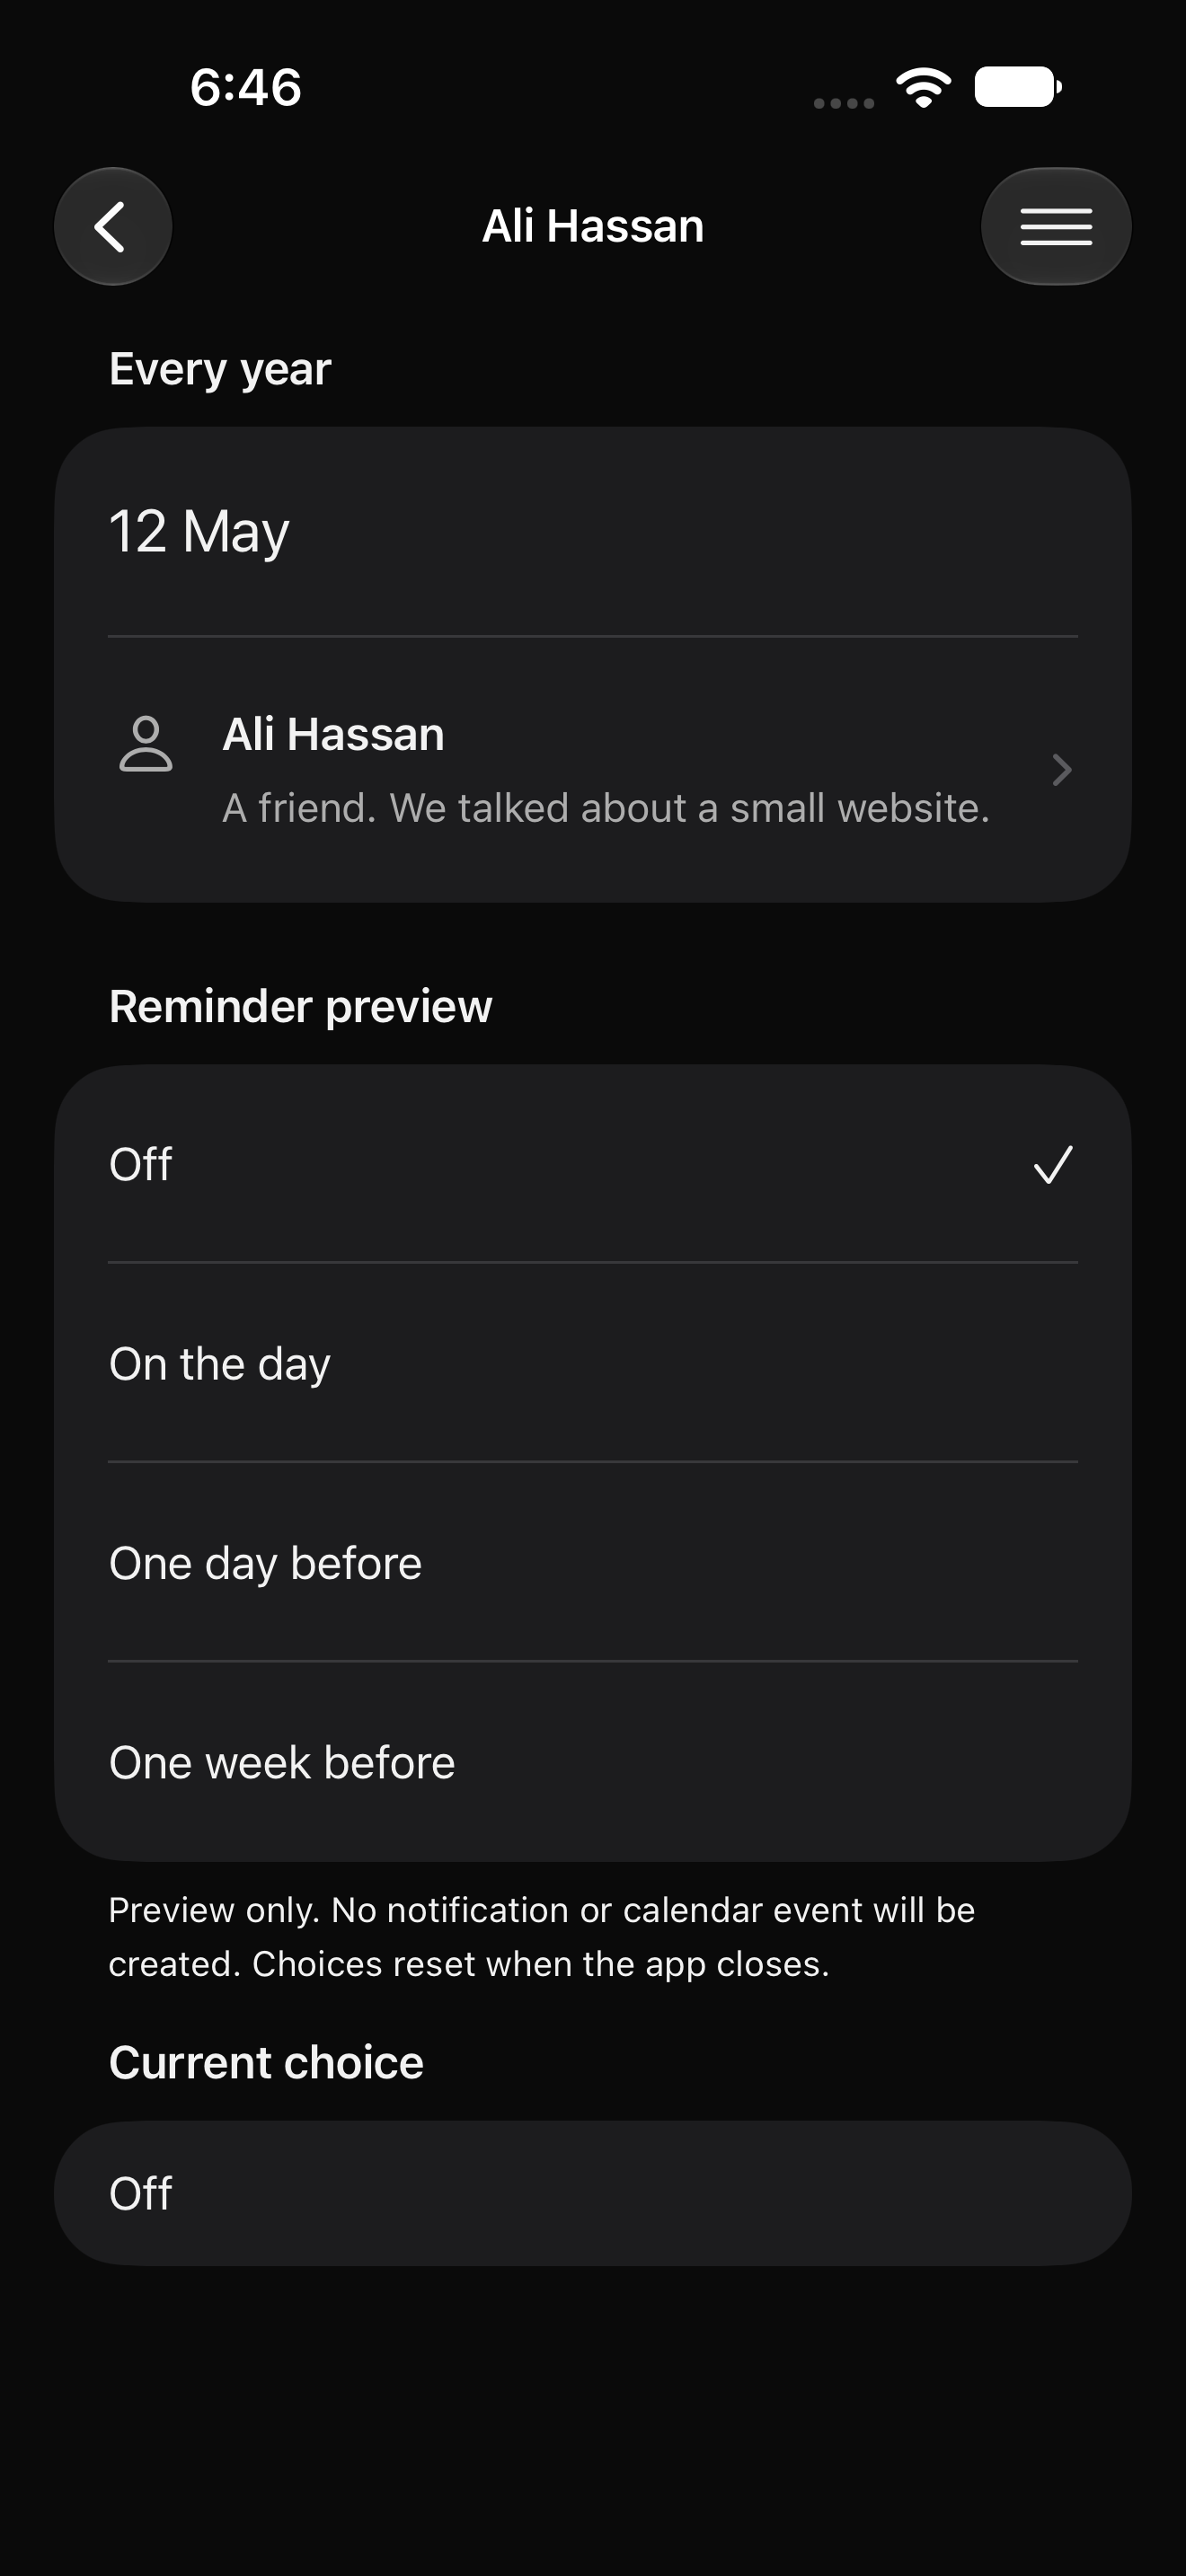 6:46
Ali Hassan
Every year
12 May
Ali Hassan
A friend. We talked about a small website.
Reminder preview
Off
On the day
One day before
One week before
Preview only. No notification or calendar event will be
created. Choices reset when the app closes.
Current choice
Off